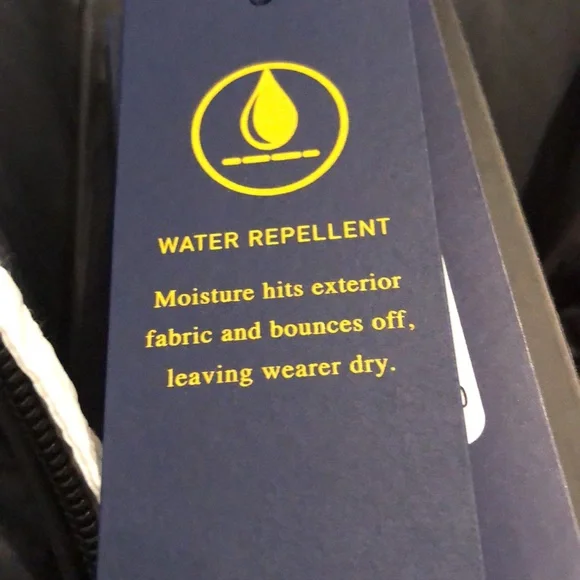 WATER REPELLENT
Moisture hits exterior
fabric and bounces off,
leaving wearer dry.